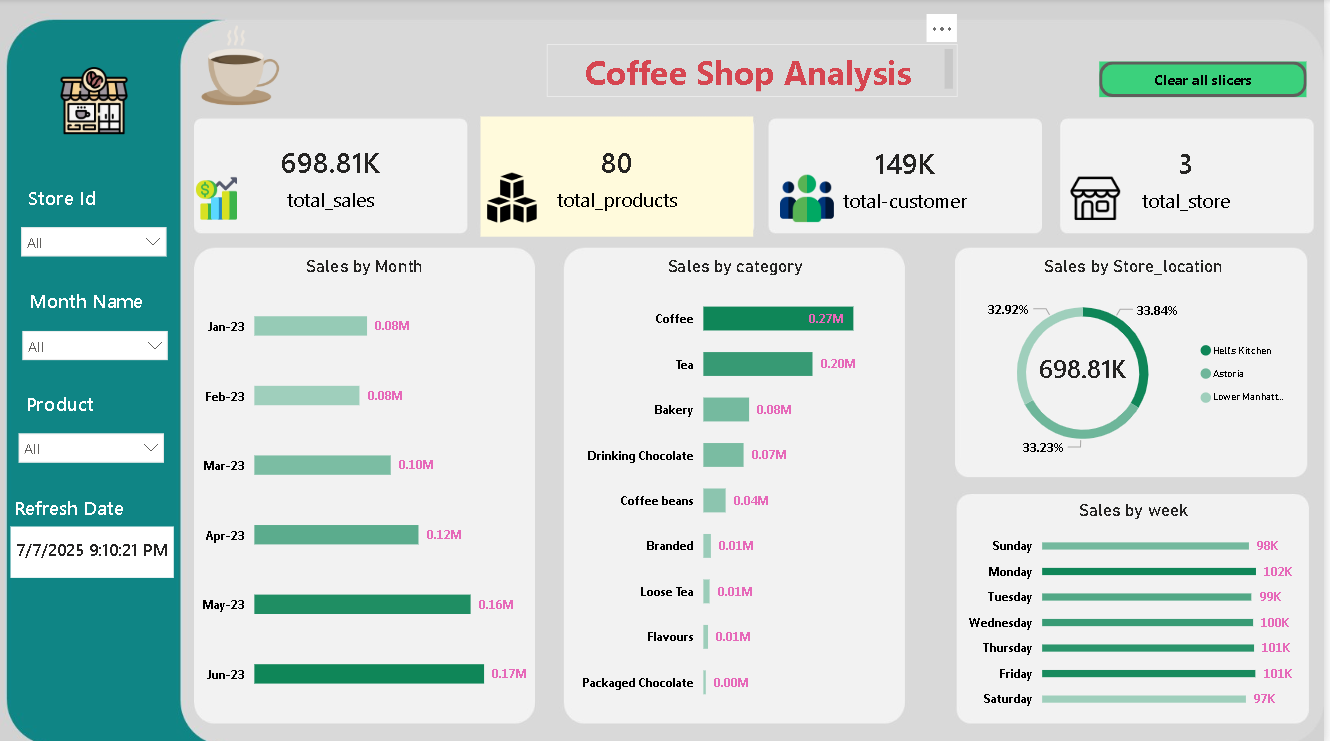 Coffee Shop Analysis
Clear all slicers
Store Id
All
Month Name
All
Product
All
Refresh Date
7/7/2025 9:10:21 PM
698.81K
total_sales
80
total_products
149K
total-customer
3
total_store
Sales by Month
Jan-23 0.08M
Feb-23 0.08M
Mar-23 0.10M
Apr-23 0.12M
May-23 0.16M
Jun-23 0.17M
Sales by category
Coffee 0.27M
Tea 0.20M
Bakery 0.08M
Drinking Chocolate 0.07M
Coffee beans 0.04M
Branded 0.01M
Loose Tea 0.01M
Flavours 0.01M
Packaged Chocolate 0.00M
Sales by Store_location
32.92% 33.84%
698.81K
33.23%
Hell's Kitchen
Astoria
Lower Manhatt...
Sales by week
Sunday 98K
Monday 102K
Tuesday 99K
Wednesday 100K
Thursday 101K
Friday 101K
Saturday 97K